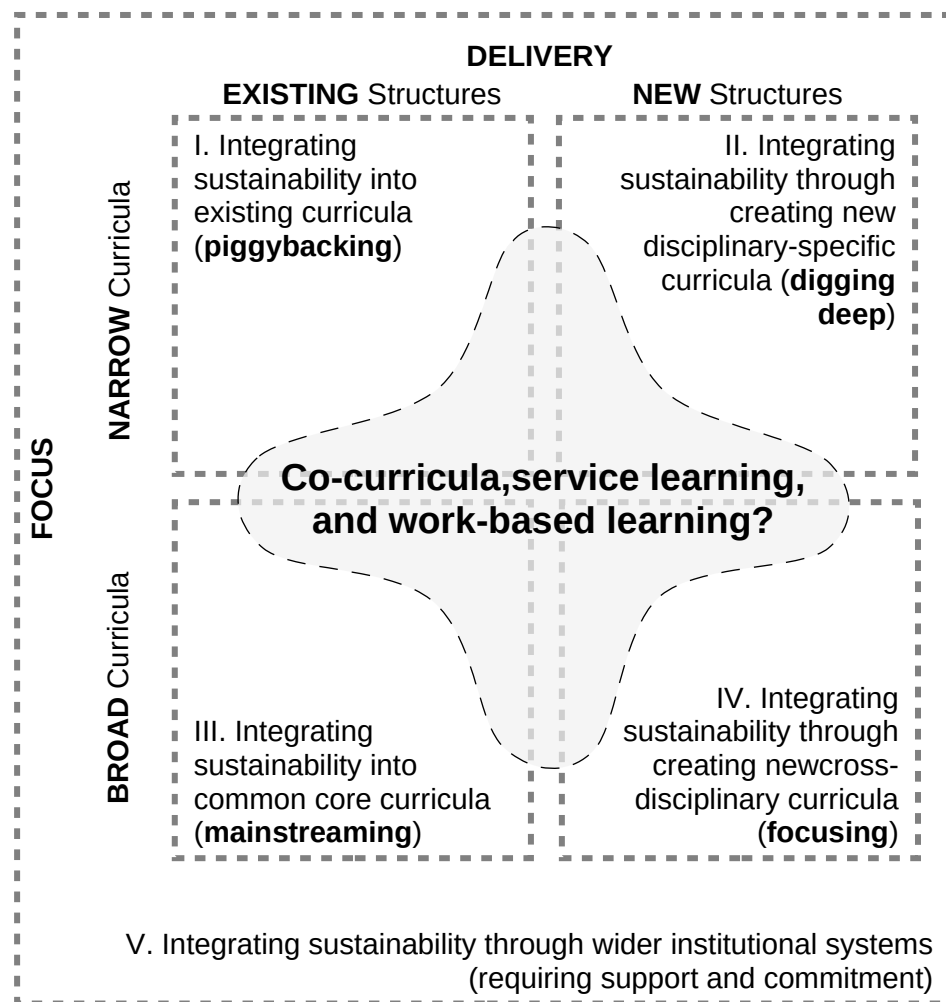 DELIVERY
EXISTING Structures
NEW Structures
FOCUS
NARROW Curricula
I. Integrating
sustainability into
existing curricula
(piggybacking)
II. Integrating
sustainability through
creating new
disciplinary-specific
curricula (digging
deep)
Co-curricula,service learning,
and work-based learning?
BROAD Curricula
III. Integrating
sustainability into
common core curricula
(mainstreaming)
IV. Integrating
sustainability through
creating newcross-
disciplinary curricula
(focusing)
V. Integrating sustainability through wider institutional systems
(requiring support and commitment)